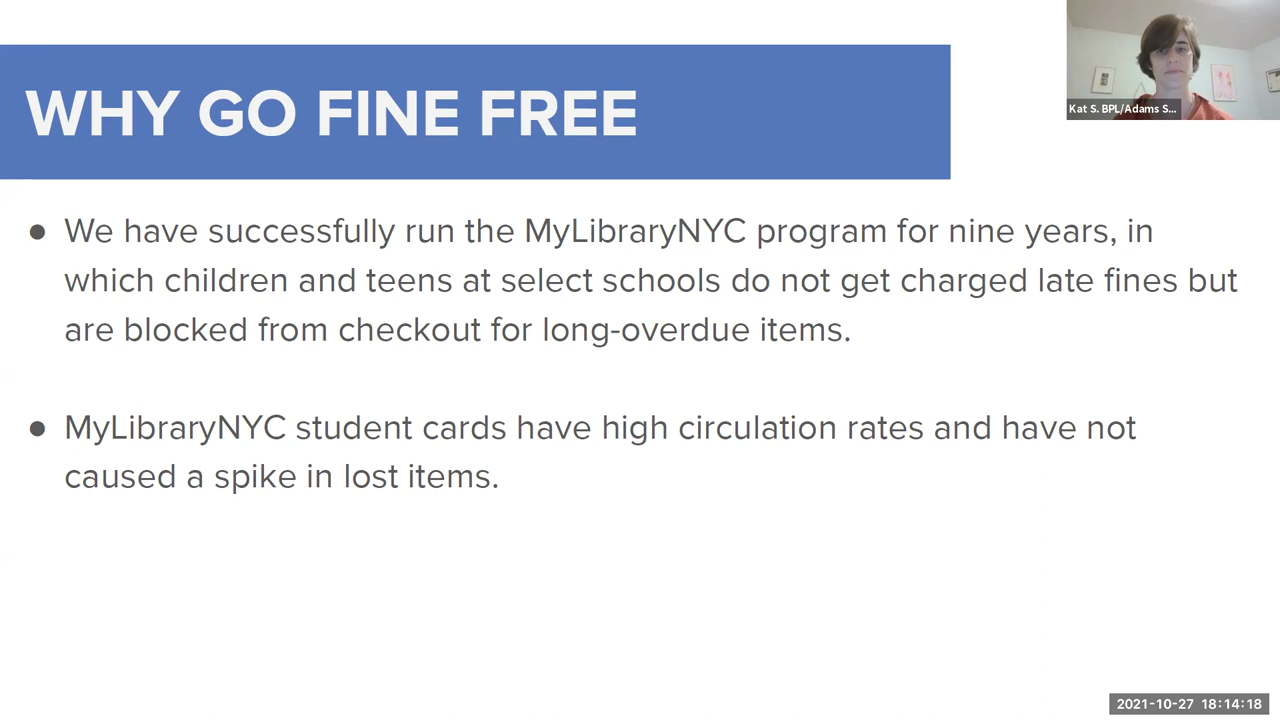 WHY GO FINE FREE
Kat S. BPL/Adams S...
● We have successfully run the MyLibraryNYC program for nine years, in
which children and teens at select schools do not get charged late fines but
are blocked from checkout for long-overdue items.
● MyLibraryNYC student cards have high circulation rates and have not
caused a spike in lost items.
2021-10-27 18:14:18